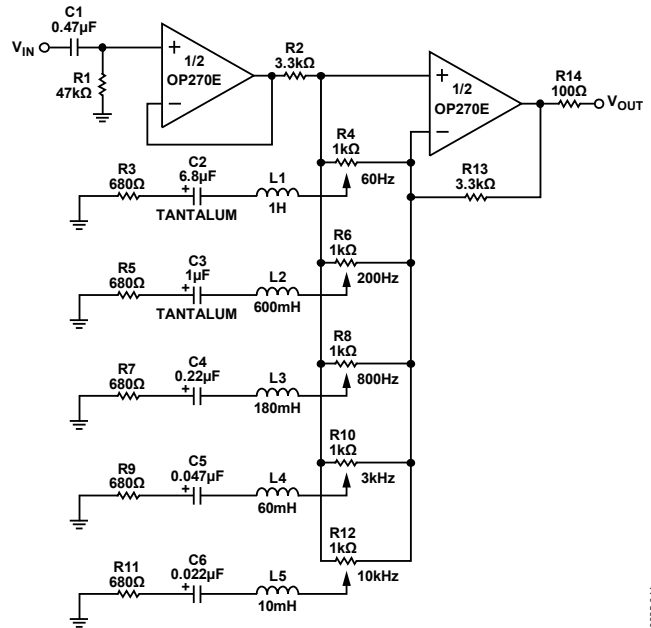 C1
0.47µF
VIN
R1
47kΩ
+
1/2
OP270E
−
R2
3.3kΩ
+
1/2
OP270E
−
R14
100Ω
VOUT
R13
3.3kΩ
R3
680Ω
C2
6.8µF
+
TANTALUM
L1
1H
R4
1kΩ
60Hz
R5
680Ω
C3
1µF
+
TANTALUM
L2
600mH
R6
1kΩ
200Hz
R7
680Ω
C4
0.22µF
+
L3
180mH
R8
1kΩ
800Hz
R9
680Ω
C5
0.047µF
+
L4
60mH
R10
1kΩ
3kHz
R11
680Ω
C6
0.022µF
+
L5
10mH
R12
1kΩ
10kHz